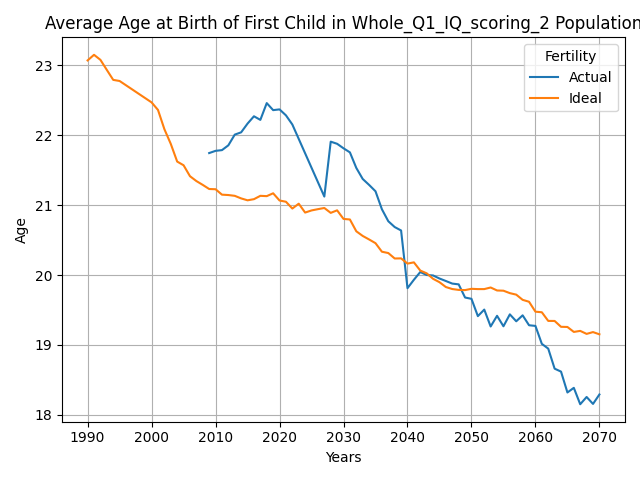 Average Age at Birth of First Child in Whole_Q1_IQ_scoring_2 Population
Fertility
Actual
Ideal
Age
23
22
21
20
19
18
1990
2000
2010
2020
2030
2040
2050
2060
2070
Years